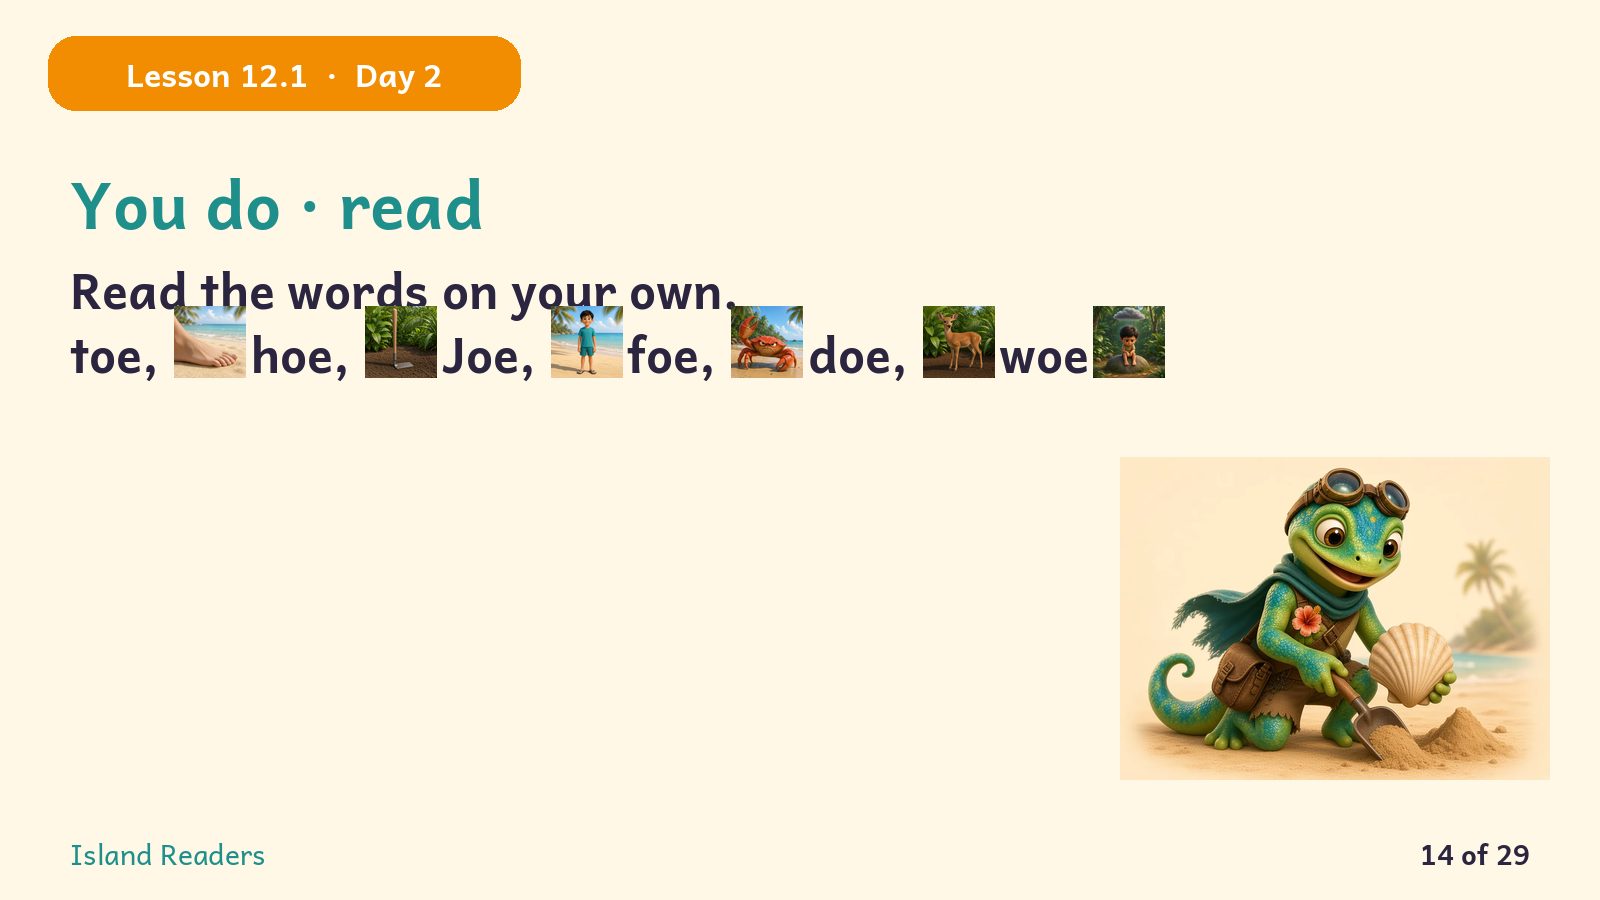 Lesson 12.1 · Day 2
You do · read
Read the words on your own.
toe, hoe, Joe, foe, doe, woe
Island Readers
14 of 29